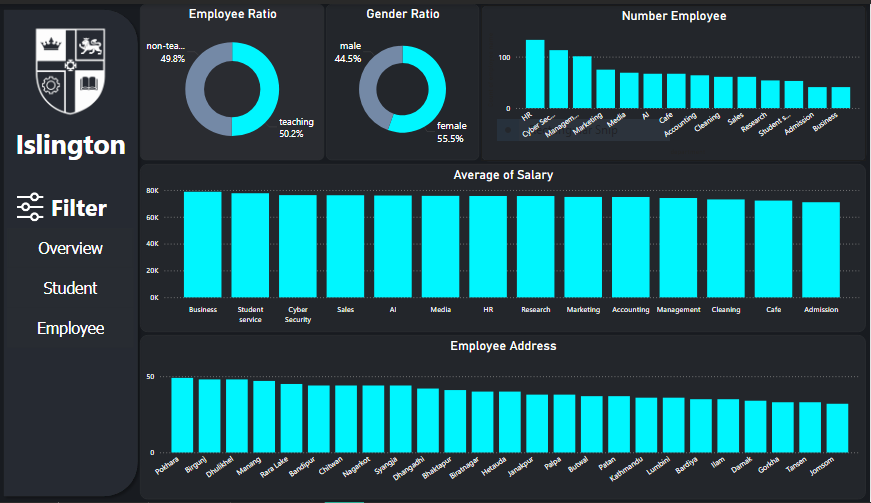 Islington
Filter
Overview
Student
Employee
Employee Ratio
non-tea...
49.8%
teaching
50.2%
Gender Ratio
male
44.5%
female
55.5%
Number Employee
100
0
HR
Cyber Sec...
Managem...
Marketing
Media
AI
Cafe
Accounting
Cleaning
Sales
Research
Student s...
Admission
Business
Average of Salary
80K
60K
40K
20K
0K
Business
Student
service
Cyber
Security
Sales
AI
Media
HR
Research
Marketing
Accounting
Management
Cleaning
Cafe
Admission
Employee Address
50
0
Pokhara
Birgunj
Dhulikhel
Manang
Rara Lake
Bandipur
Chitwan
Nagarkot
Syangja
Dhangadhi
Bhaktapur
Biratnagar
Hetauda
Janakpur
Palpa
Butwal
Patan
Kathmandu
Lumbini
Bardiya
Ilam
Damak
Gorkha
Tansen
Jomsom